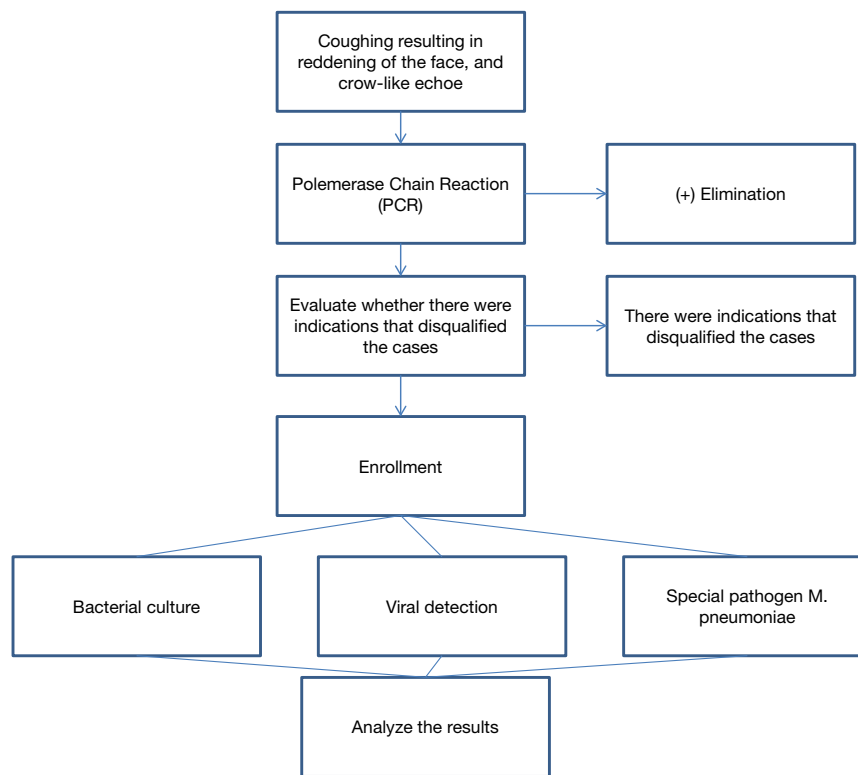 Coughing resulting in
reddening of the face, and
crow-like echoe
Polemerase Chain Reaction
(PCR)
(+) Elimination
Evaluate whether there were
indications that disqualified
the cases
There were indications that
disqualified the cases
Enrollment
Bacterial culture
Viral detection
Special pathogen M.
pneumoniae
Analyze the results